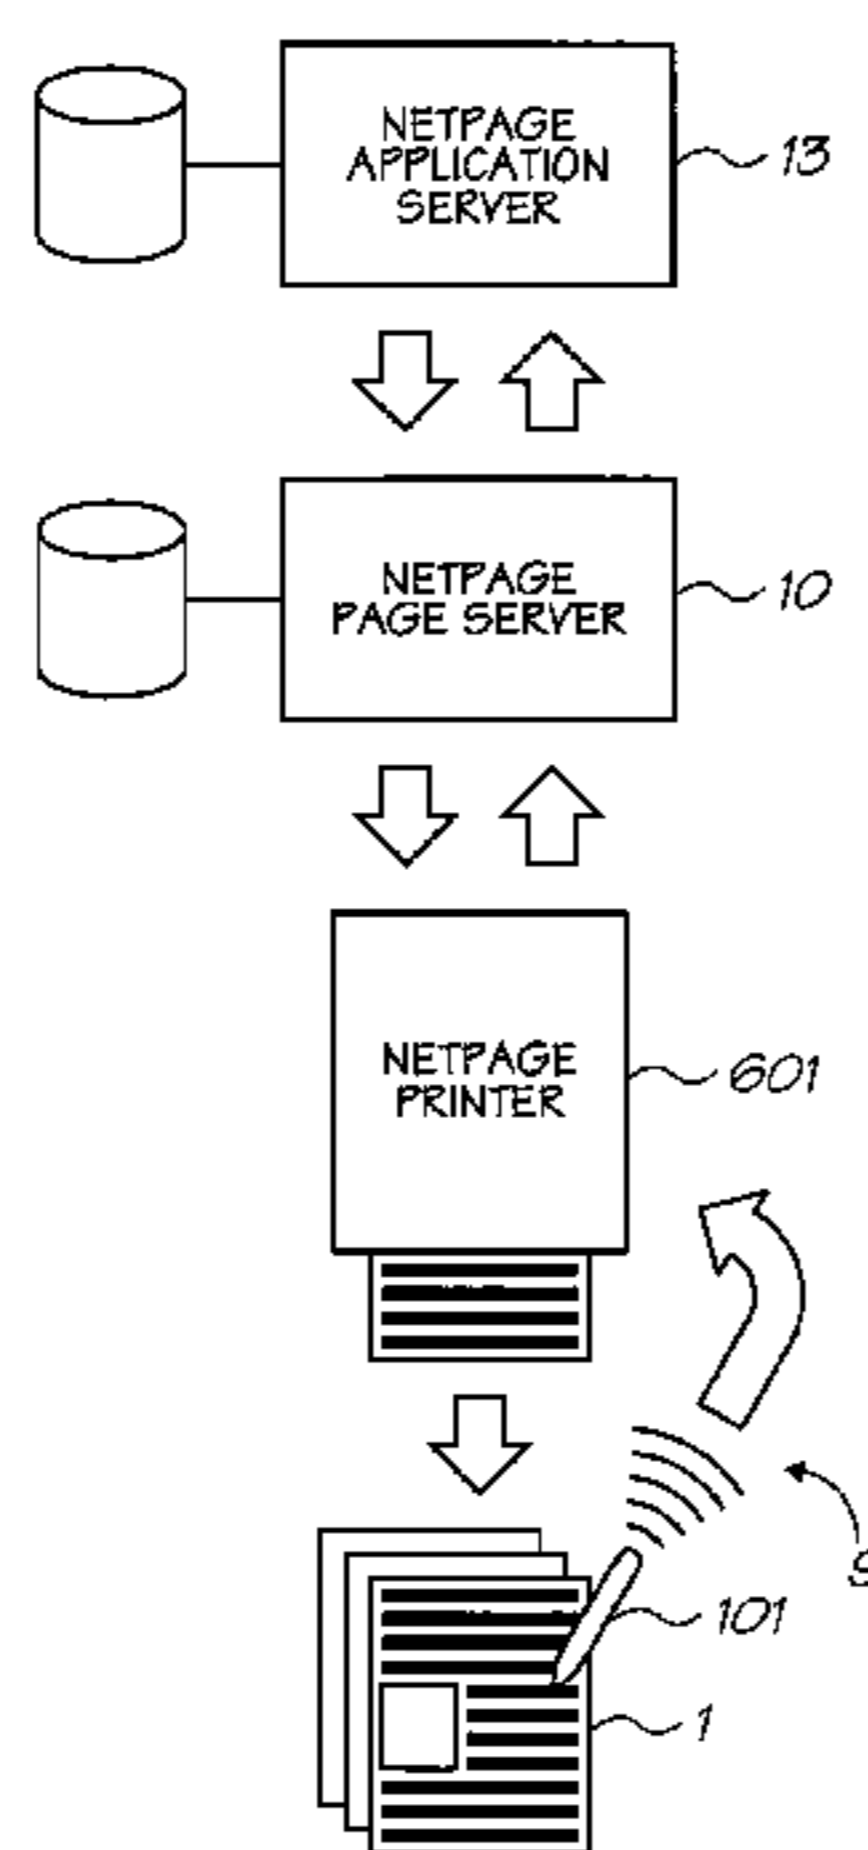 NETPAGE
APPLICATION
SERVER
13
NETPAGE
PAGE SERVER
10
NETPAGE
PRINTER
601
101
1